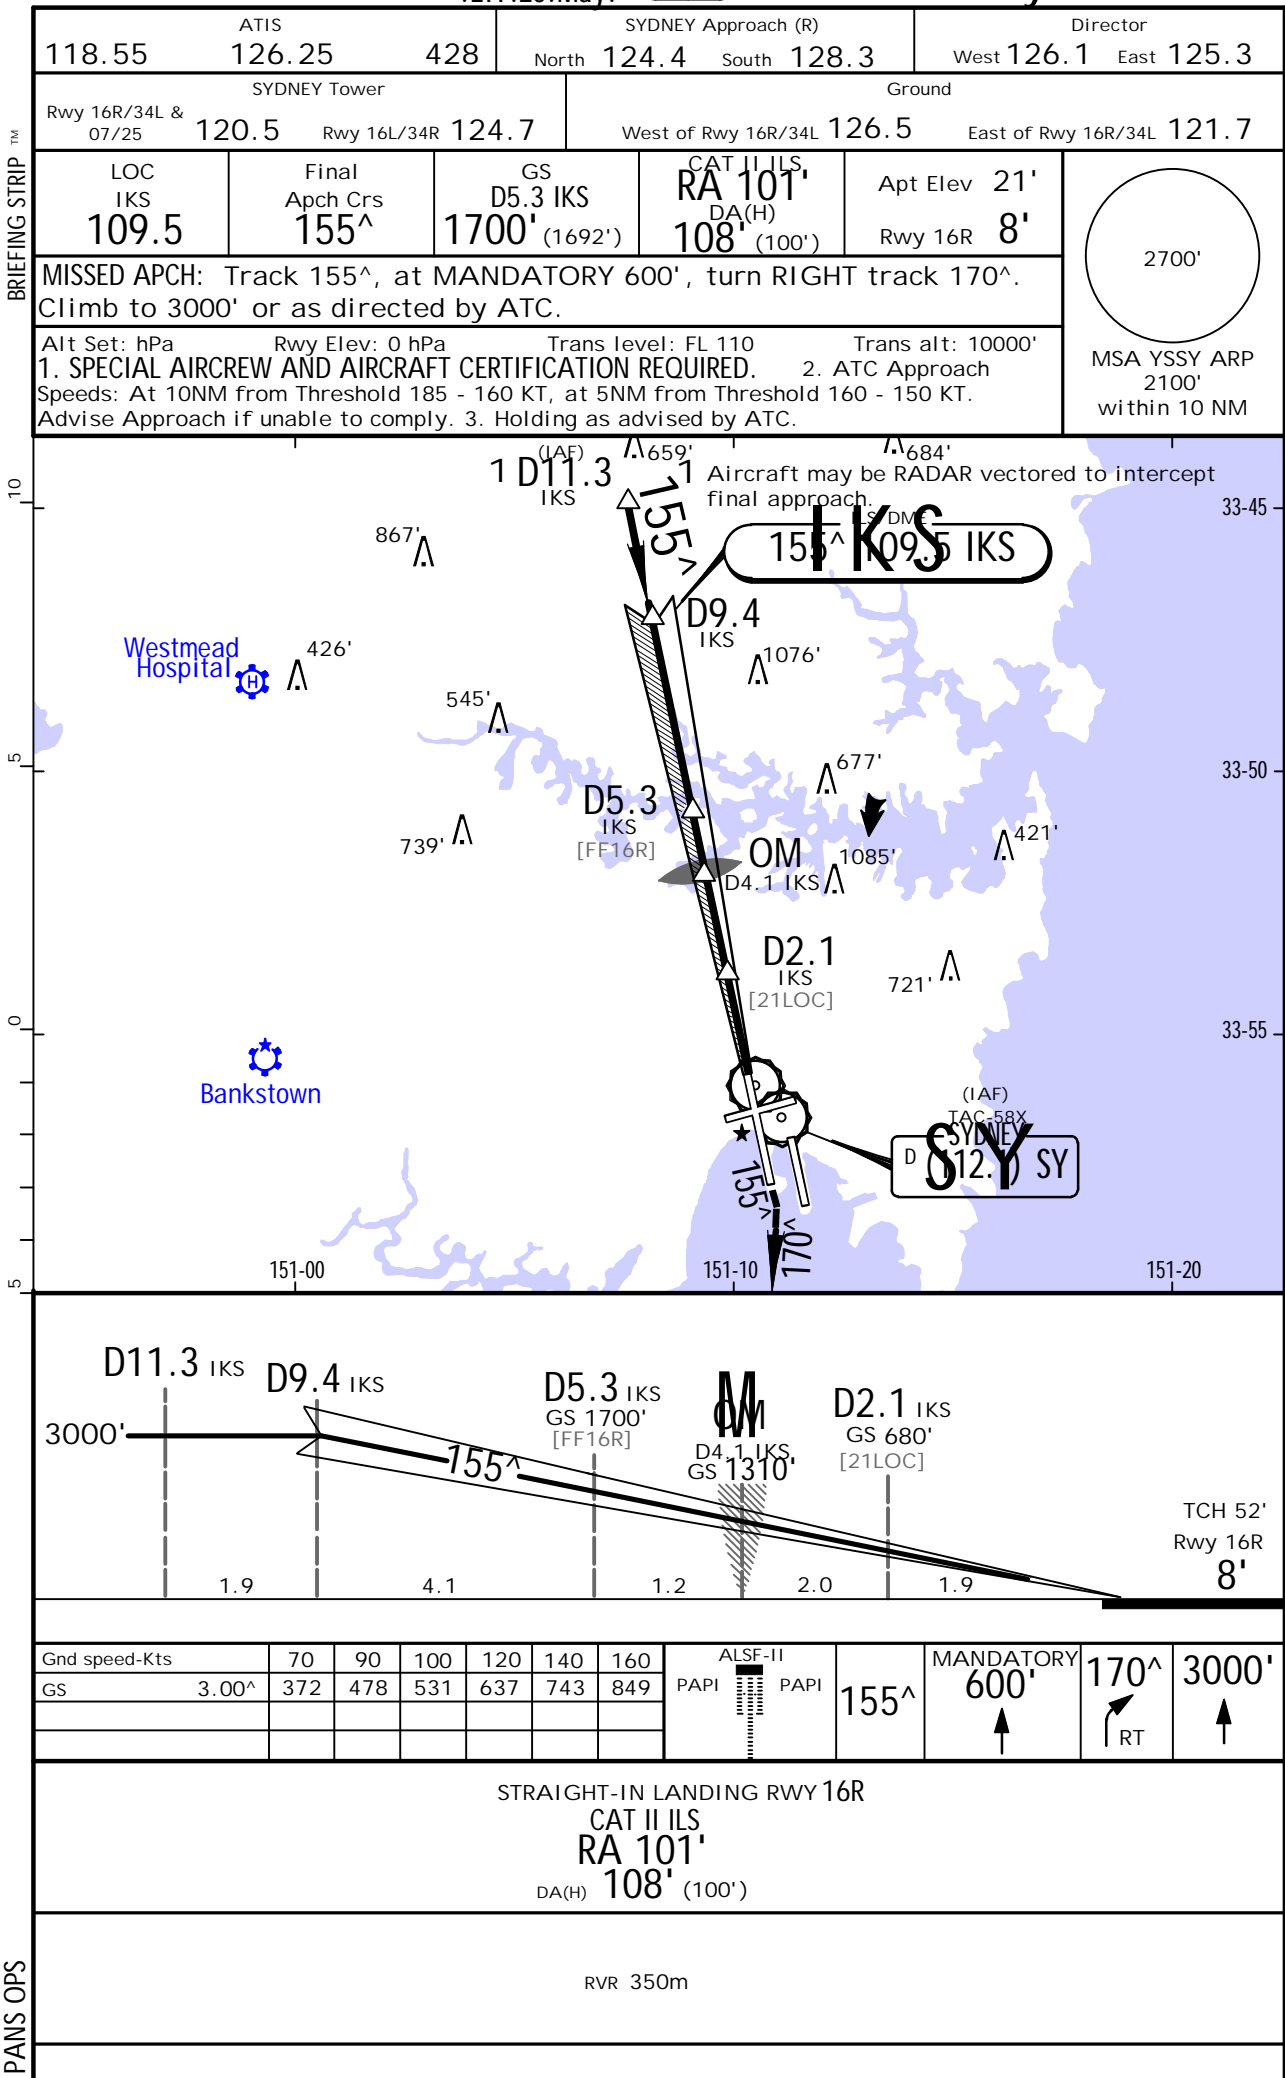 ATIS
118.55 126.25 428
SYDNEY Approach (R)
North 124.4 South 128.3
Director
West 126.1 East 125.3
SYDNEY Tower
Rwy 16R/34L &
07/25 120.5 Rwy 16L/34R 124.7
Ground
West of Rwy 16R/34L 126.5 East of Rwy 16R/34L 121.7
BRIEFING STRIP TM
LOC
IKS
109.5
Final
Apch Crs
155^
GS
D5.3 IKS
1700' (1692')
CAT II ILS
RA 101'
DA(H)
108' (100')
Apt Elev 21'
Rwy 16R 8'
2700'
MSA YSSY ARP
2100'
within 10 NM
MISSED APCH: Track 155^, at MANDATORY 600', turn RIGHT track 170^.
Climb to 3000' or as directed by ATC.
Alt Set: hPa Rwy Elev: 0 hPa Trans level: FL 110 Trans alt: 10000'
1. SPECIAL AIRCREW AND AIRCRAFT CERTIFICATION REQUIRED. 2. ATC Approach
Speeds: At 10NM from Threshold 185 - 160 KT, at 5NM from Threshold 160 - 150 KT.
Advise Approach if unable to comply. 3. Holding as advised by ATC.
(IAF)
1 D11.3
IKS
659'
684'
1 Aircraft may be RADAR vectored to intercept
final approach.
10
33-45
155^
867'
ILS DME
155^ 109.5 IKS
IKS
D9.4
IKS
Westmead
Hospital
H
426'
1076'
545'
5
677'
33-50
D5.3
IKS
[FF16R]
739'
OM
D4.1 IKS
1085'
421'
D2.1
IKS
[21LOC]
721'
0
33-55
Bankstown
(IAF)
TAC-58X
SYDNEY
D (112.1) SY
SY
155^
170^
5
151-00
151-10
151-20
D11.3 IKS
D9.4 IKS
D5.3 IKS
GS 1700'
[FF16R]
M
OM
D4.1 IKS
GS 1310'
D2.1 IKS
GS 680'
[21LOC]
3000'
155^
TCH 52'
Rwy 16R
8'
1.9 4.1 1.2 2.0 1.9
Gnd speed-Kts 70 90 100 120 140 160
GS 3.00^ 372 478 531 637 743 849
ALSF-II
PAPI PAPI
155^
MANDATORY
600'
170^
RT
3000'
STRAIGHT-IN LANDING RWY 16R
CAT II ILS
RA 101'
DA(H) 108' (100')
RVR 350m
PANS OPS